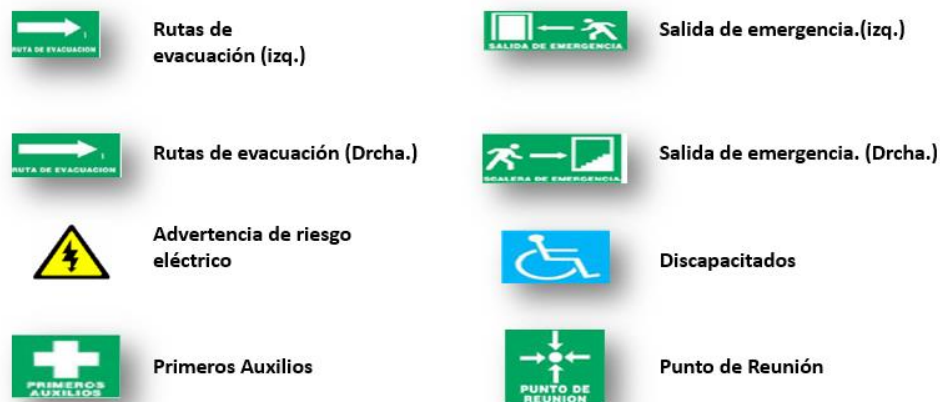 RUTA DE EVACUACION
Rutas de
evacuación (izq.)
SALIDA DE EMERGENCIA
Salida de emergencia.(izq.)
RUTA DE EVACUACION
Rutas de evacuación (Drcha.)
SCALERA DE EMERGENCIA
Salida de emergencia. (Drcha.)
Advertencia de riesgo
eléctrico
Discapacitados
PRIMEROS
AUXILIOS
Primeros Auxilios
PUNTO DE
REUNION
Punto de Reunión